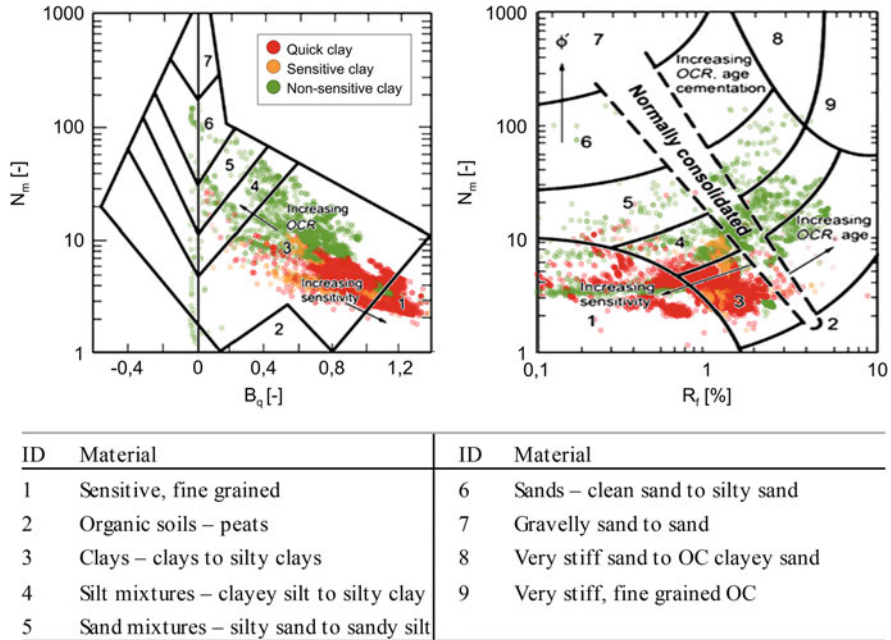 1000
100
10
1
N_m [-]
-0,4
0
0,4
0,8
1,2
B_q [-]
Quick clay
Sensitive clay
Non-sensitive clay
7
6
5
4
Increasing
OCR
3
Increasing
sensitivity
1
2
1000
100
10
1
N_m [-]
0,1
1
10
R_f [%]
ϕ'
7
8
Increasing
OCR, age
cementation
9
Normally consolidated
6
5
4
Increasing
OCR, age
Increasing
sensitivity
3
1
2
ID Material ID Material
1 Sensitive, fine grained 6 Sands – clean sand to silty sand
2 Organic soils – peats 7 Gravelly sand to sand
3 Clays – clays to silty clays 8 Very stiff sand to OC clayey sand
4 Silt mixtures – clayey silt to silty clay 9 Very stiff, fine grained OC
5 Sand mixtures – silty sand to sandy silt